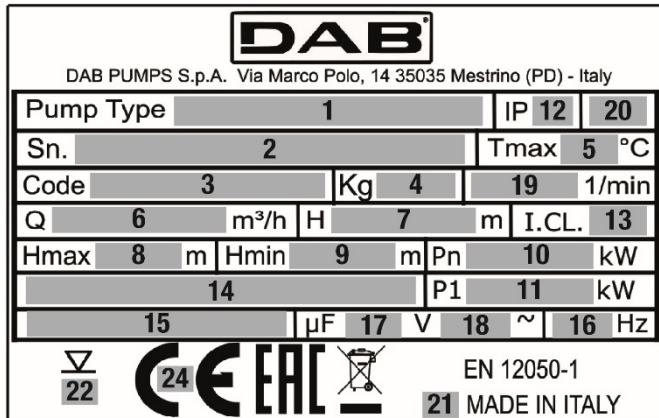 DAB
DAB PUMPS S.p.A. Via Marco Polo, 14 35035 Mestrino (PD) - Italy
Pump Type 1 IP 12 20
Sn. 2 Tmax 5 °C
Code 3 Kg 4 19 1/min
Q 6 m³/h H 7 m I.CL. 13
Hmax 8 m Hmin 9 m Pn 10 kW
14 P1 11 kW
15 µF 17 V 18 ~ 16 Hz
22 CE 24 EAC EN 12050-1
21 MADE IN ITALY